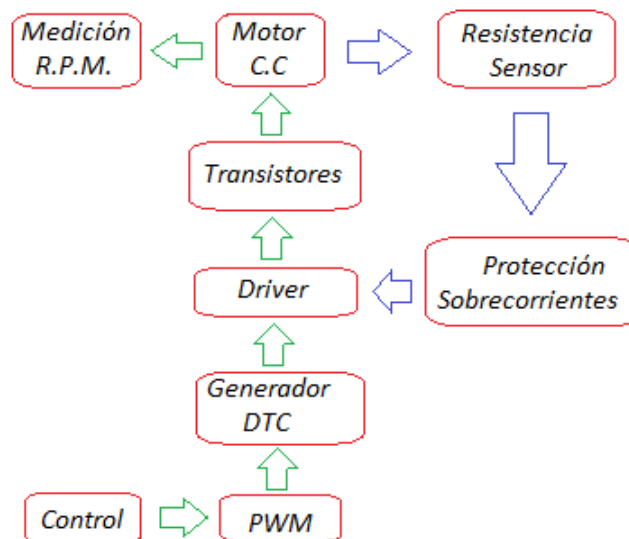 Medición
R.P.M.
Motor
C.C
Resistencia
Sensor
Transistores
Protección
Sobrecorrientes
Driver
Generador
DTC
Control
PWM